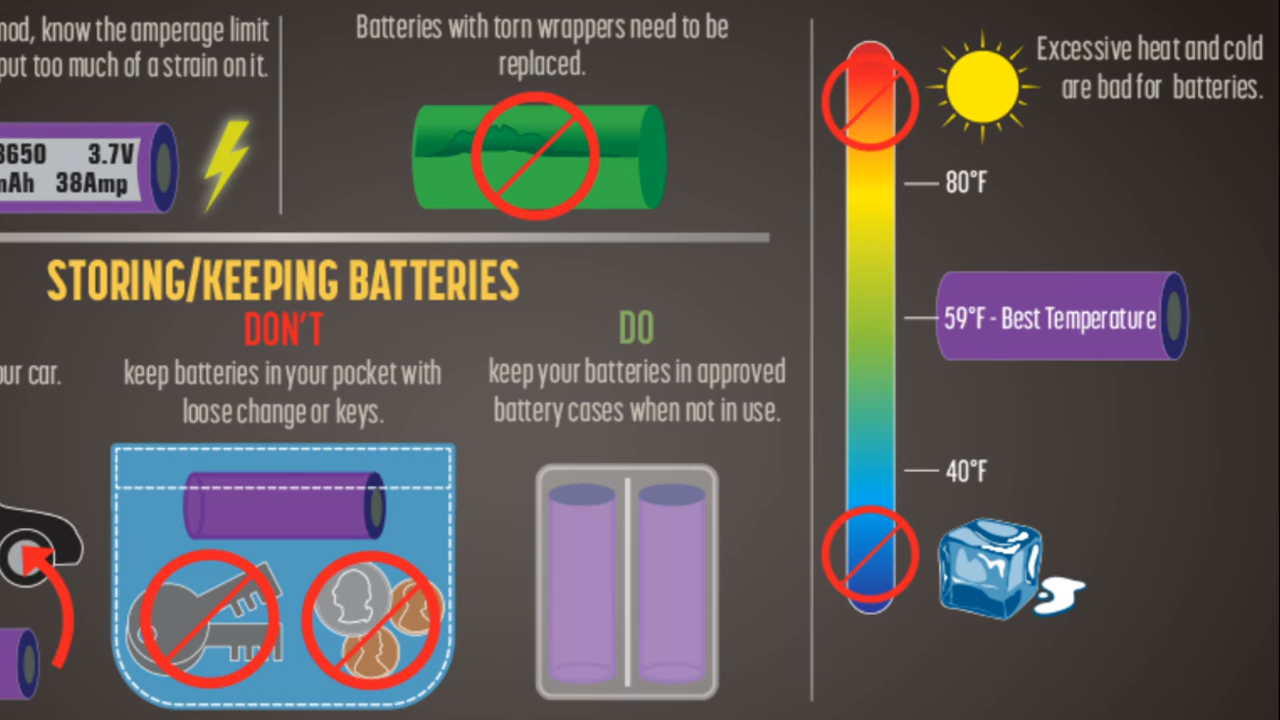 mod, know the amperage limit
put too much of a strain on it.
3.7V
38Amp
Batteries with torn wrappers need to be
replaced.
Excessive heat and cold
are bad for batteries.
80°F
59°F - Best Temperature
40°F
STORING/KEEPING BATTERIES
car.
DON'T
keep batteries in your pocket with
loose change or keys.
DO
keep your batteries in approved
battery cases when not in use.